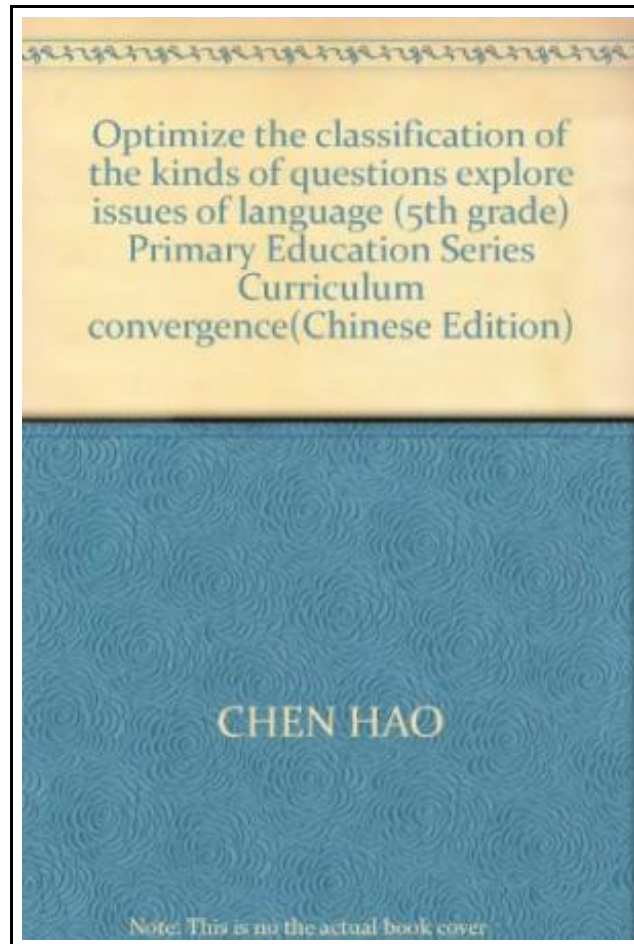 Optimize the classification of
the kinds of questions explore
issues of language (5th grade)
Primary Education Series
Curriculum
convergence(Chinese Edition)
CHEN HAO
Note: This is no the actual book cover